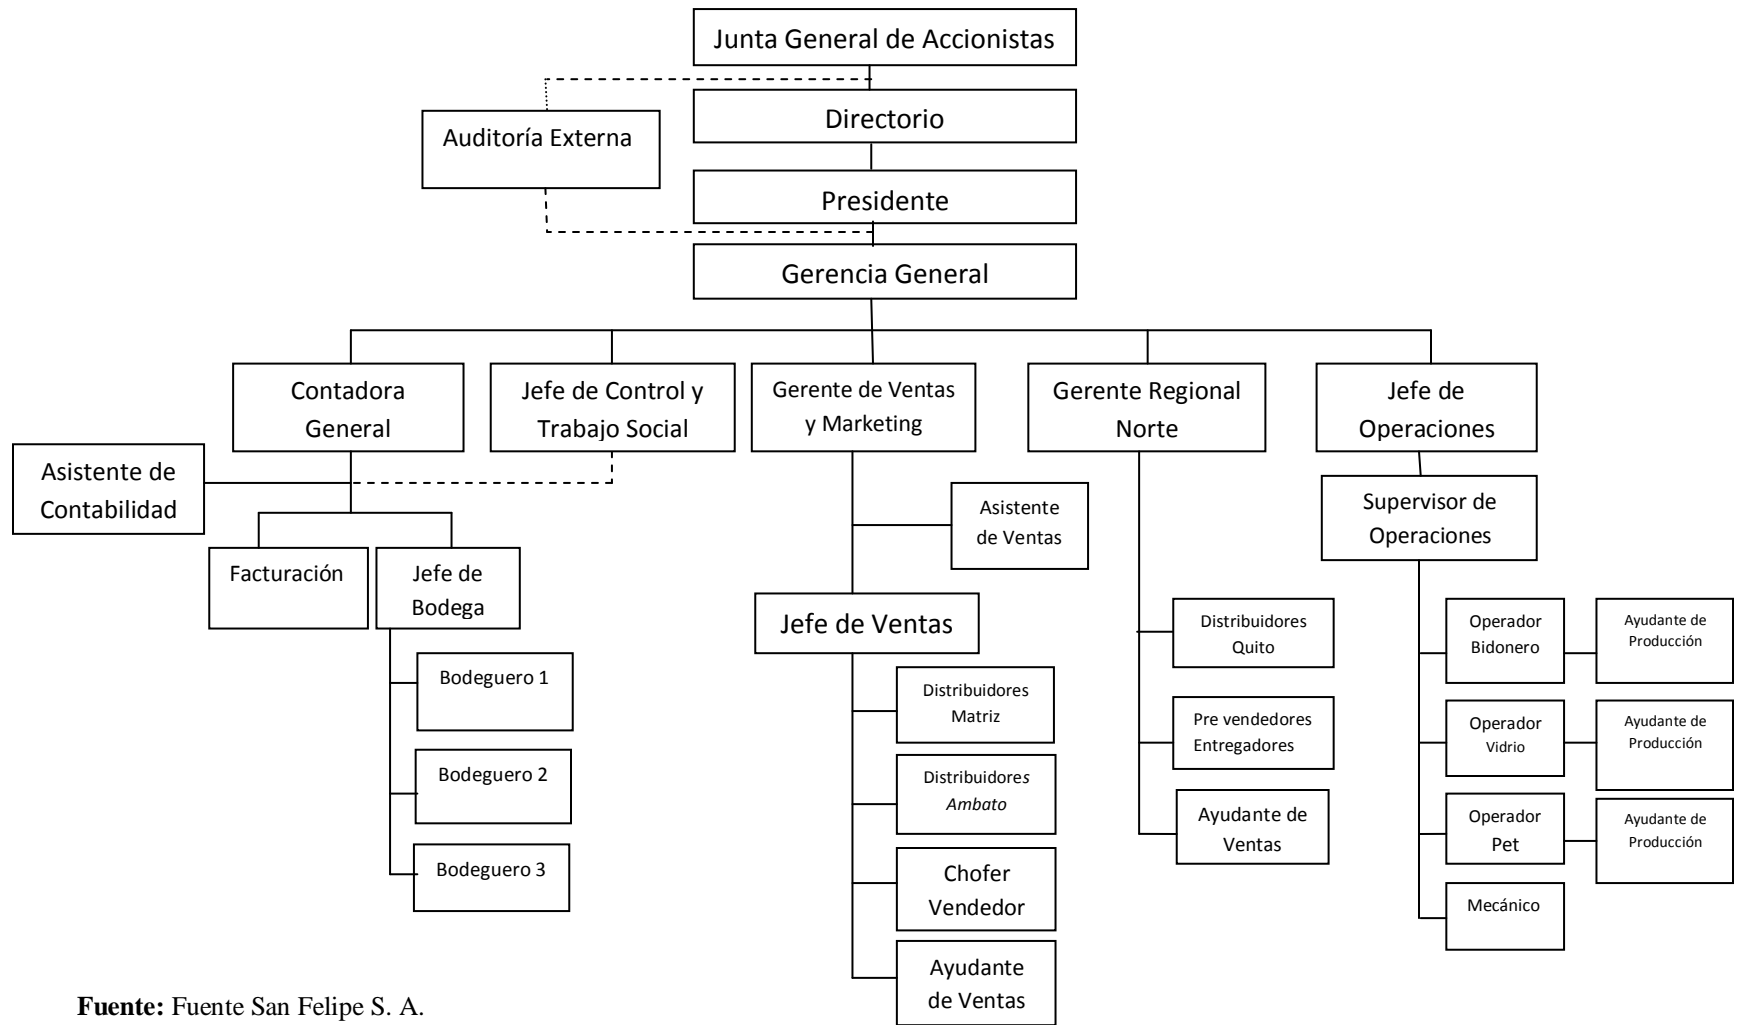 Junta General de Accionistas
Directorio
Auditoría Externa
Presidente
Gerencia General
Contadora
General
Jefe de Control y
Trabajo Social
Gerente de Ventas
y Marketing
Gerente Regional
Norte
Jefe de
Operaciones
Asistente de
Contabilidad
Facturación
Jefe de
Bodega
Bodeguero 1
Bodeguero 2
Bodeguero 3
Asistente
de Ventas
Jefe de Ventas
Distribuidores
Matriz
Distribuidores
Ambato
Chofer
Vendedor
Ayudante
de Ventas
Distribuidores
Quito
Pre vendedores
Entregadores
Ayudante de
Ventas
Supervisor de
Operaciones
Operador
Bidonero
Ayudante de
Producción
Operador
Vidrio
Ayudante de
Producción
Operador
Pet
Ayudante de
Producción
Mecánico
Fuente: Fuente San Felipe S. A.